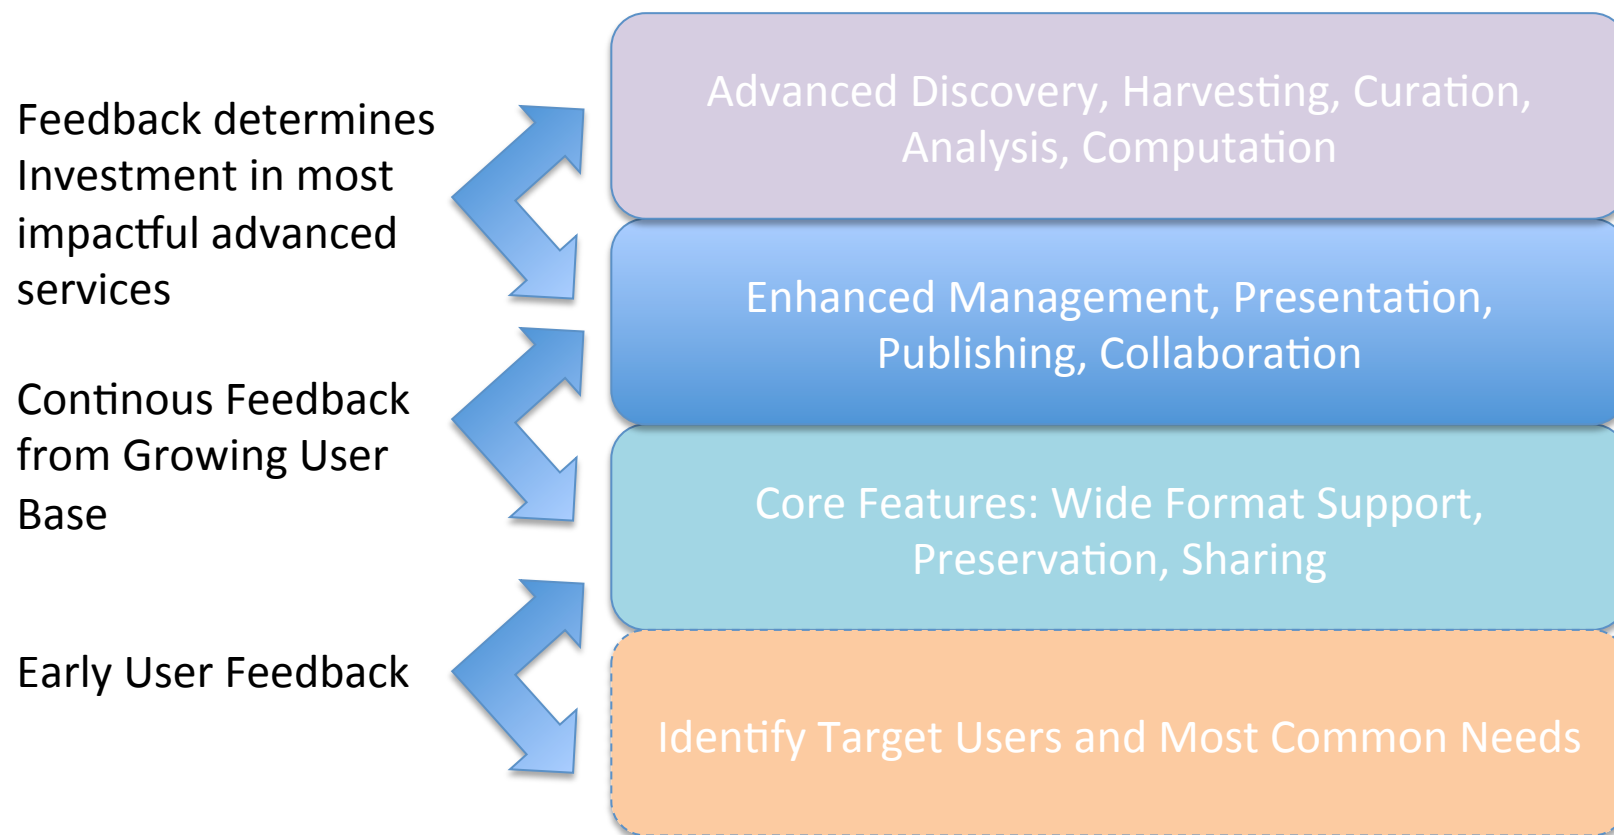 Feedback determines
Investment in most
impactful advanced
services
Continous Feedback
from Growing User
Base
Early User Feedback
Advanced Discovery, Harvesting, Curation,
Analysis, Computation
Enhanced Management, Presentation,
Publishing, Collaboration
Core Features: Wide Format Support,
Preservation, Sharing
Identify Target Users and Most Common Needs